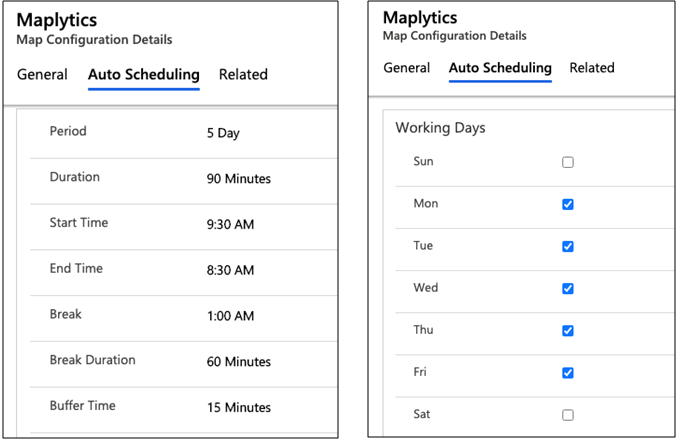 Maplytics
Map Configuration Details
General Auto Scheduling Related
Period 5 Day
Duration 90 Minutes
Start Time 9:30 AM
End Time 8:30 AM
Break 1:00 AM
Break Duration 60 Minutes
Buffer Time 15 Minutes
Maplytics
Map Configuration Details
General Auto Scheduling Related
Working Days
Sun
Mon
Tue
Wed
Thu
Fri
Sat